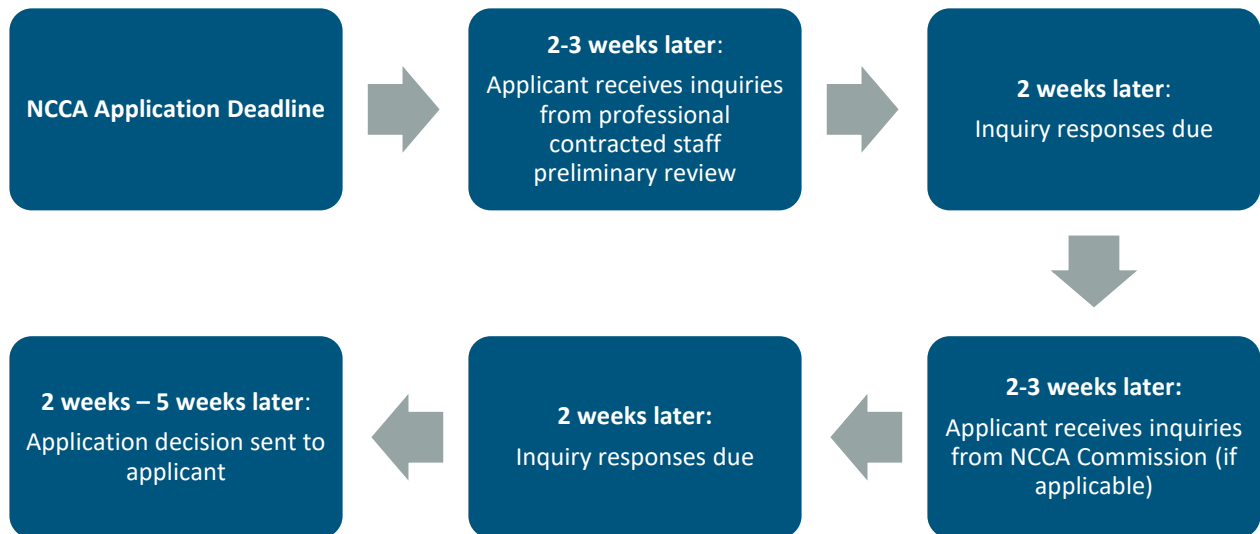 NCCA Application Deadline
2-3 weeks later:
Applicant receives inquiries
from professional
contracted staff
preliminary review
2 weeks later:
Inquiry responses due
2-3 weeks later:
Applicant receives inquiries
from NCCA Commission (if
applicable)
2 weeks later:
Inquiry responses due
2 weeks – 5 weeks later:
Application decision sent to
applicant